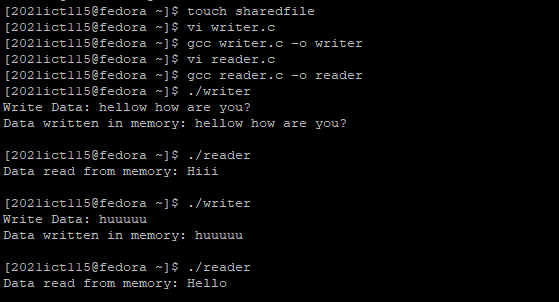 [2021ict115@fedora ~]$ touch sharedfile
[2021ict115@fedora ~]$ vi writer.c
[2021ict115@fedora ~]$ gcc writer.c -o writer
[2021ict115@fedora ~]$ vi reader.c
[2021ict115@fedora ~]$ gcc reader.c -o reader
[2021ict115@fedora ~]$ ./writer
Write Data: hellow how are you?
Data written in memory: hellow how are you?
[2021ict115@fedora ~]$ ./reader
Data read from memory: Hiii
[2021ict115@fedora ~]$ ./writer
Write Data: huuuuu
Data written in memory: huuuuu
[2021ict115@fedora ~]$ ./reader
Data read from memory: Hello